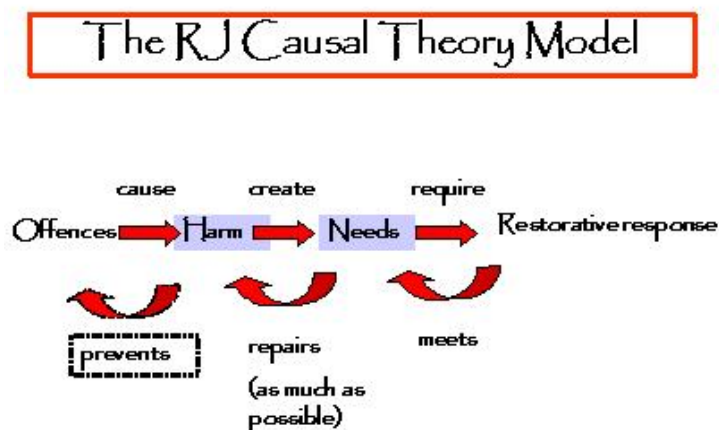 The RJ Causal Theory Model
cause create require
Offences Harm Needs Restorative response
prevents repairs meets
(as much as
possible)